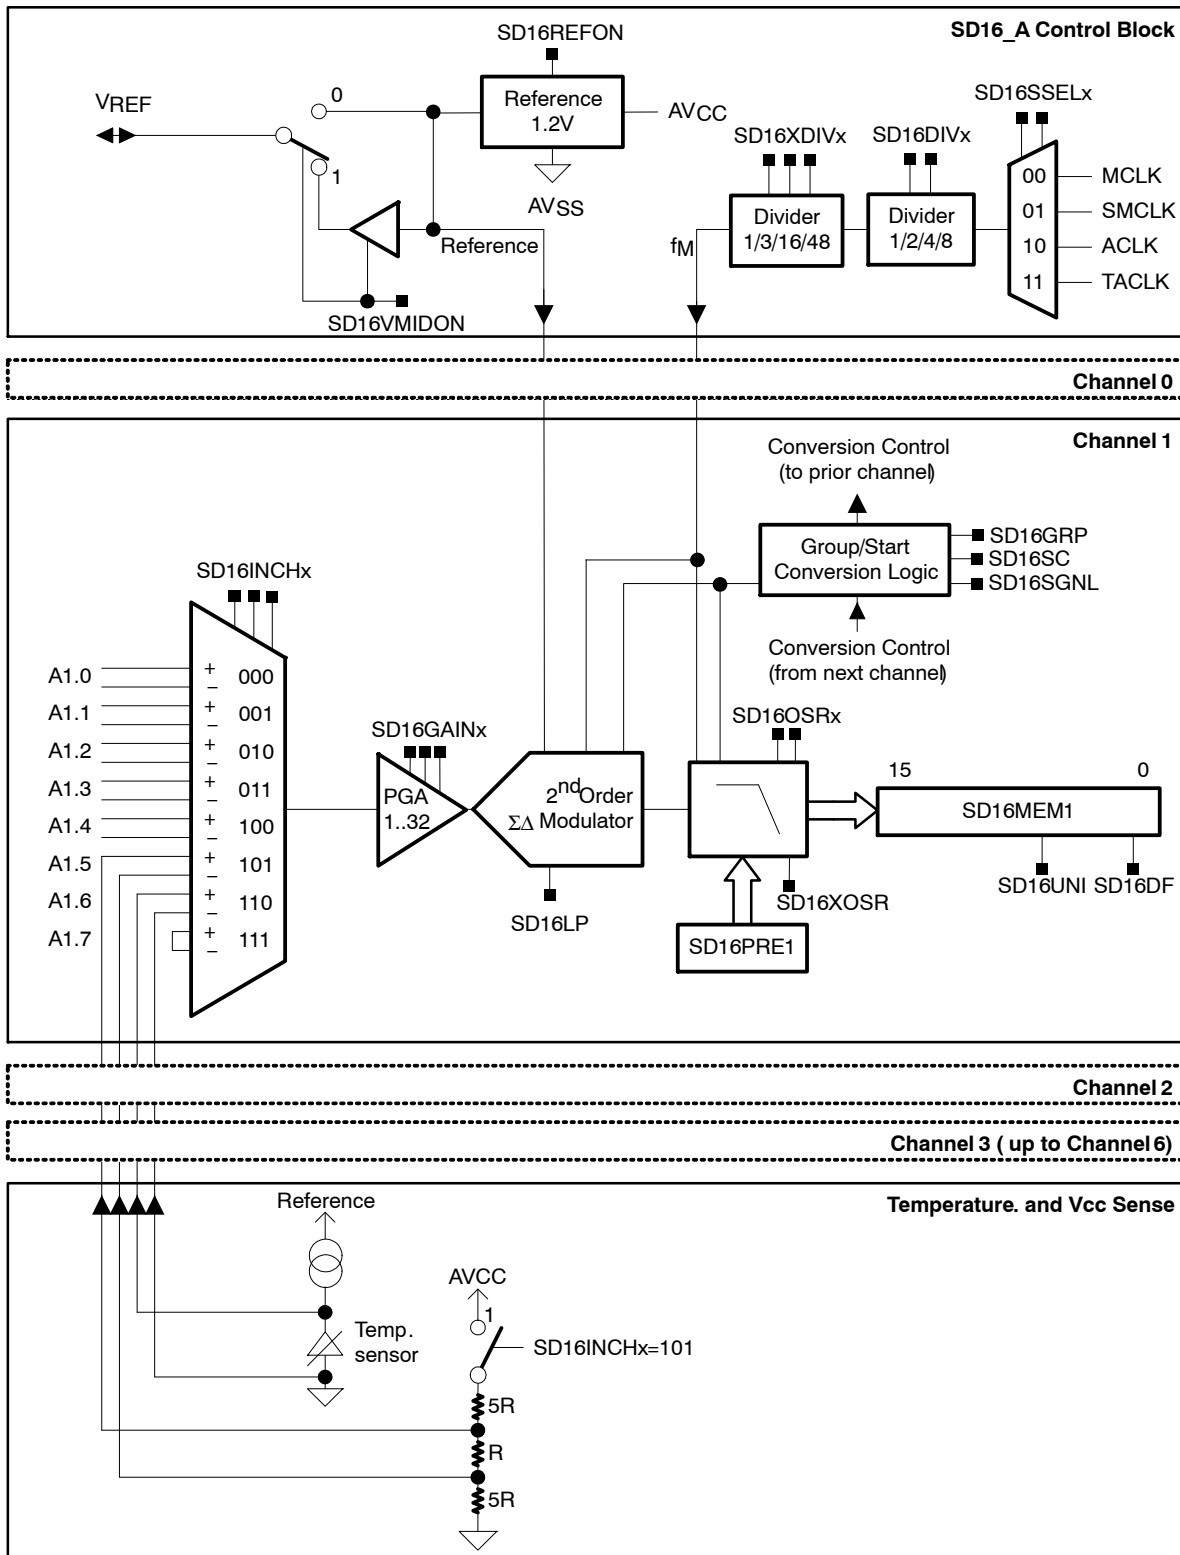 SD16_A Control Block
SD16REFON
VREF
0
1
Reference
1.2V
AVCC
AVSS
Reference
SD16VMIDON
SD16SSELx
SD16XDIVx
SD16DIVx
fM
Divider
1/3/16/48
Divider
1/2/4/8
00
01
10
11
MCLK
SMCLK
ACLK
TACLK
Channel 0
Channel 1
Conversion Control
(to prior channel)
Group/Start
Conversion Logic
SD16GRP
SD16SC
SD16SGNL
Conversion Control
(from next channel)
SD16INCHx
A1.0
+
−
000
A1.1
+
−
001
A1.2
+
−
010
A1.3
+
−
011
A1.4
+
−
100
A1.5
+
−
101
A1.6
+
−
110
A1.7
+
−
111
SD16GAINx
PGA
1..32
2nd Order
ΣΔ Modulator
SD16LP
SD16OSRx
SD16XOSR
SD16PRE1
15
0
SD16MEM1
SD16UNI
SD16DF
Channel 2
Channel 3 ( up to Channel 6)
Temperature. and Vcc Sense
Reference
Temp.
sensor
AVCC
1
SD16INCHx=101
5R
R
5R